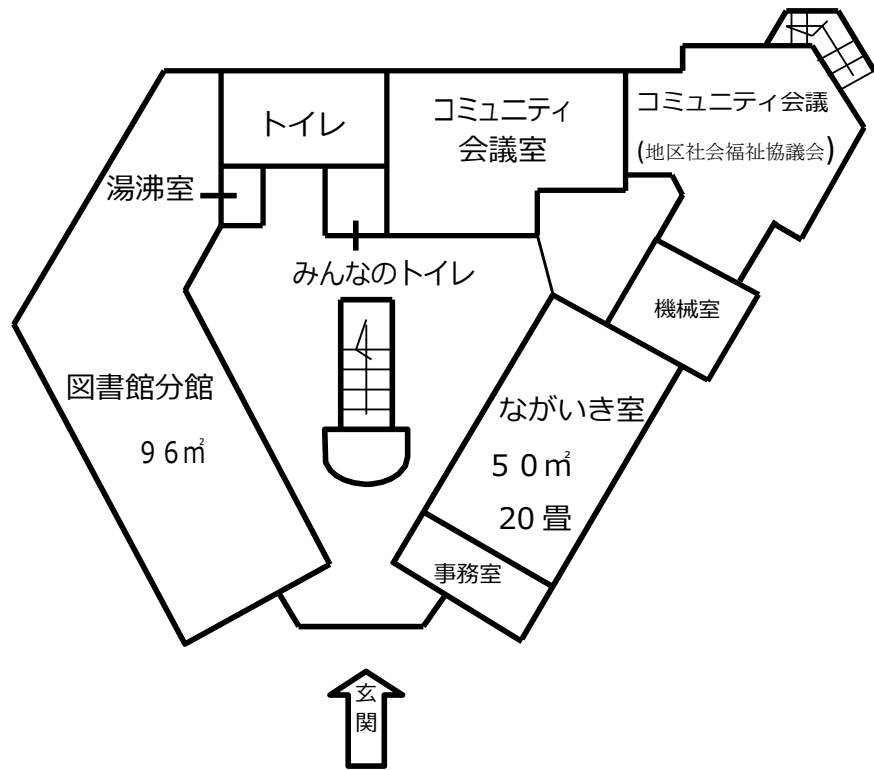 トイレ
コミュニティ
会議室
コミュニティ会議
(地区社会福祉協議会)
湯沸室
みんなのトイレ
機械室
図書館分館
９６㎡
ながいき室
５０㎡
20 畳
事務室
玄
関